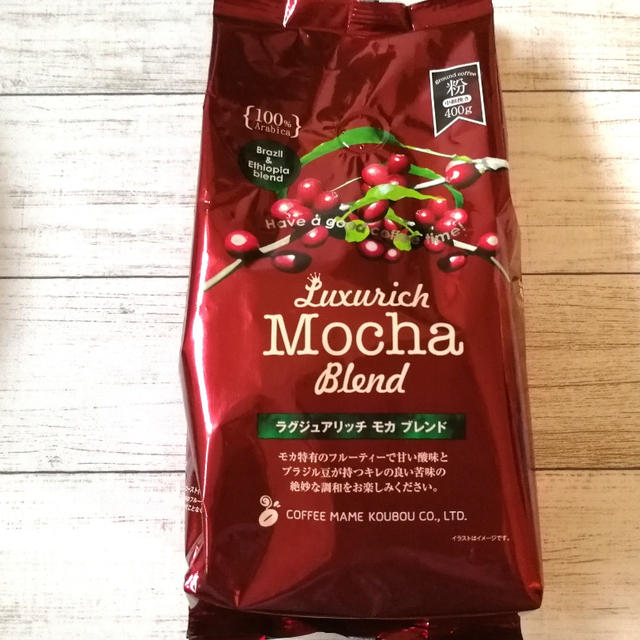 ground coffee
粉
中細挽き
400g
100%
Arabica
Brazil
&
Ethiopia
blend
Have a good coffee time!
Luxurich
Mocha
Blend
ラグジュアリッチ モカ ブレンド
モカ特有のフルーティーで甘い酸味と
ブラジル豆が持つキレの良い苦味の
絶妙な調和をお楽しみください。
COFFEE MAME KOUBOU CO., LTD.
イラストはイメージです。